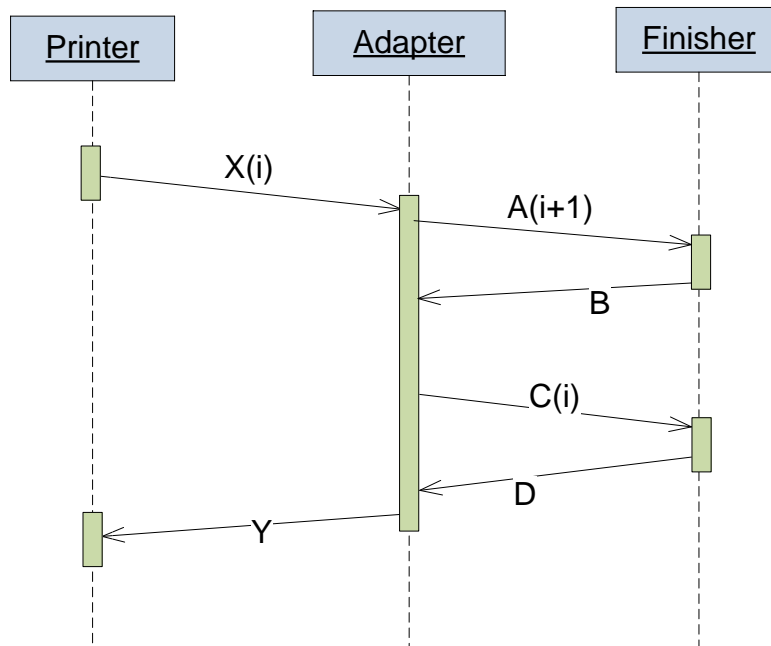 Printer
Adapter
Finisher
X(i)
A(i+1)
B
C(i)
D
Y